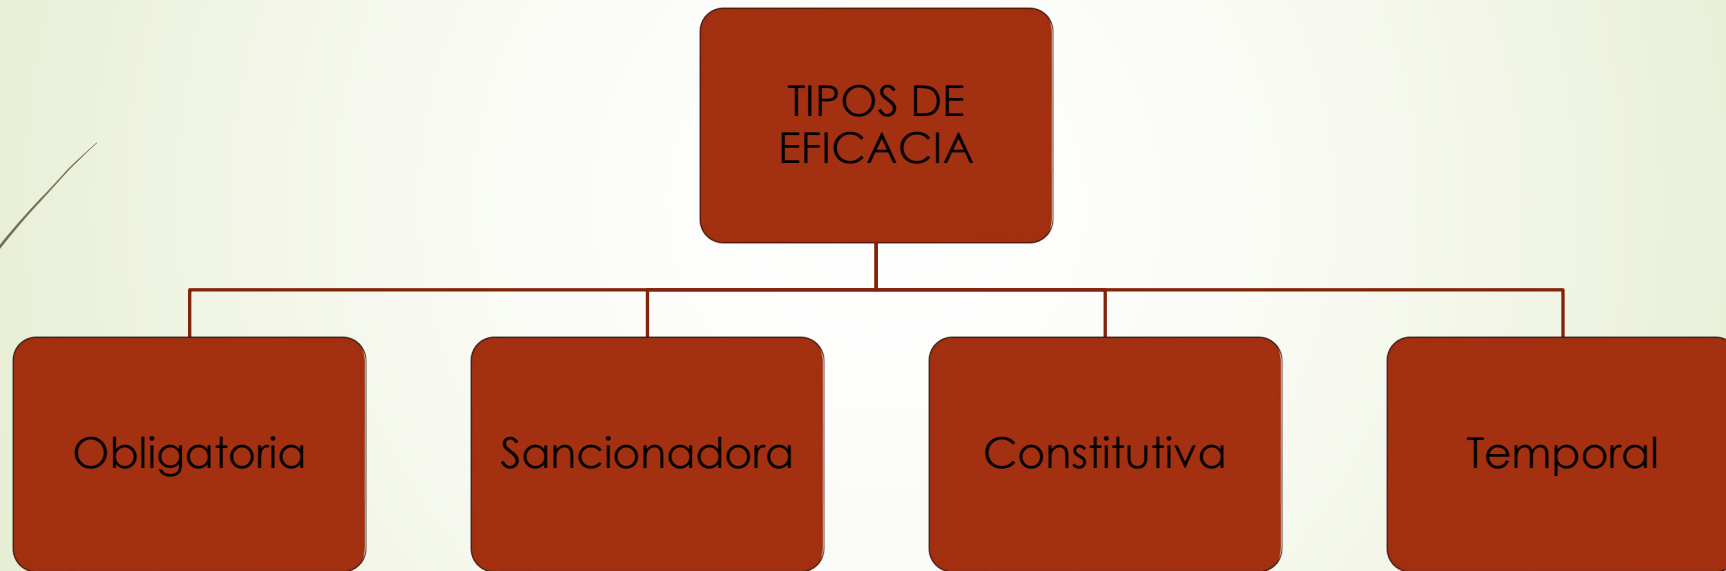 TIPOS DE
EFICACIA
Obligatoria
Sancionadora
Constitutiva
Temporal